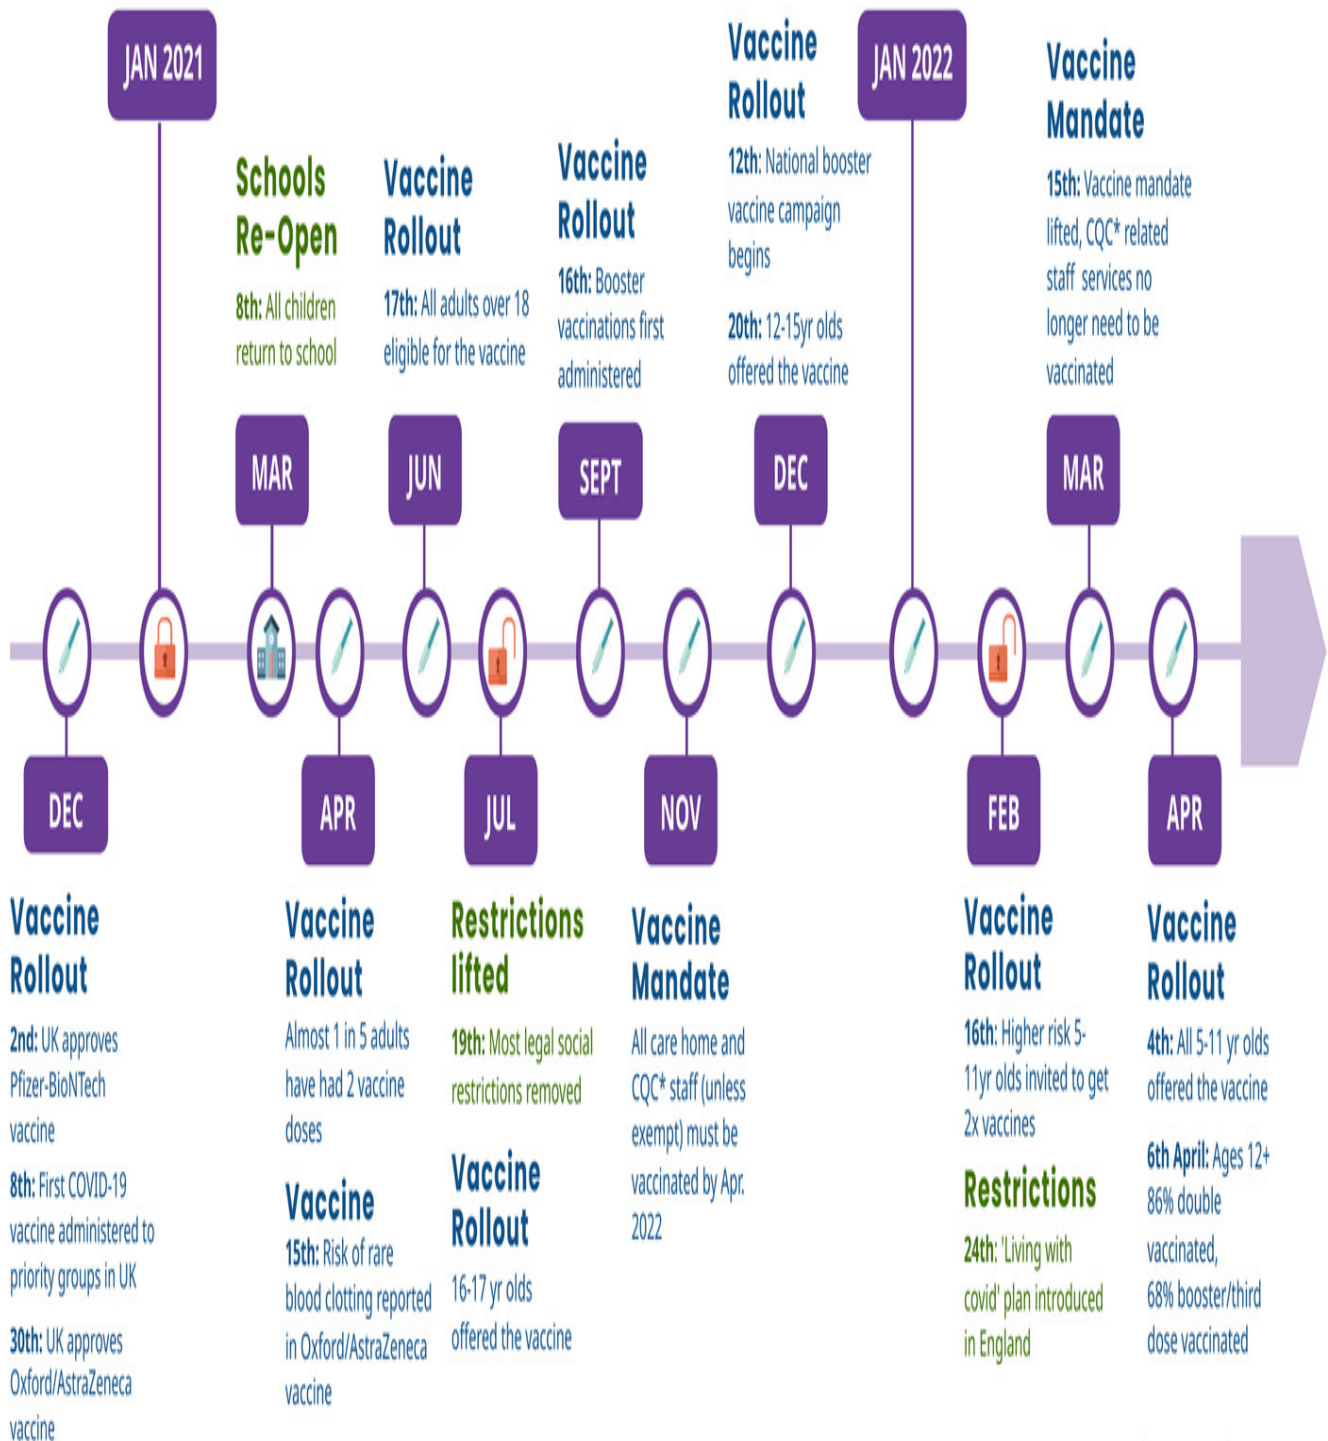 JAN 2021
Schools
Re-Open
8th: All children
return to school
Vaccine
Rollout
17th: All adults over 18
eligible for the vaccine
Vaccine
Rollout
16th: Booster
vaccinations first
administered
Vaccine
Rollout
12th: National booster
vaccine campaign
begins
20th: 12-15yr olds
offered the vaccine
JAN 2022
Vaccine
Mandate
15th: Vaccine mandate
lifted, CQC* related
staff services no
longer need to be
vaccinated
MAR
JUN
SEPT
DEC
MAR
DEC
APR
JUL
NOV
FEB
APR
Vaccine
Rollout
2nd: UK approves
Pfizer-BioNTech
vaccine
8th: First COVID-19
vaccine administered to
priority groups in UK
30th: UK approves
Oxford/AstraZeneca
vaccine
Vaccine
Rollout
Almost 1 in 5 adults
have had 2 vaccine
doses
Vaccine
15th: Risk of rare
blood clotting reported
in Oxford/AstraZeneca
vaccine
Restrictions
lifted
19th: Most legal social
restrictions removed
Vaccine
Rollout
16-17 yr olds
offered the vaccine
Vaccine
Mandate
All care home and
CQC* staff (unless
exempt) must be
vaccinated by Apr.
2022
Vaccine
Rollout
16th: Higher risk 5-
11yr olds invited to get
2x vaccines
Restrictions
24th: 'Living with
covid' plan introduced
in England
Vaccine
Rollout
4th: All 5-11 yr olds
offered the vaccine
6th April: Ages 12+
86% double
vaccinated,
68% booster/third
dose vaccinated